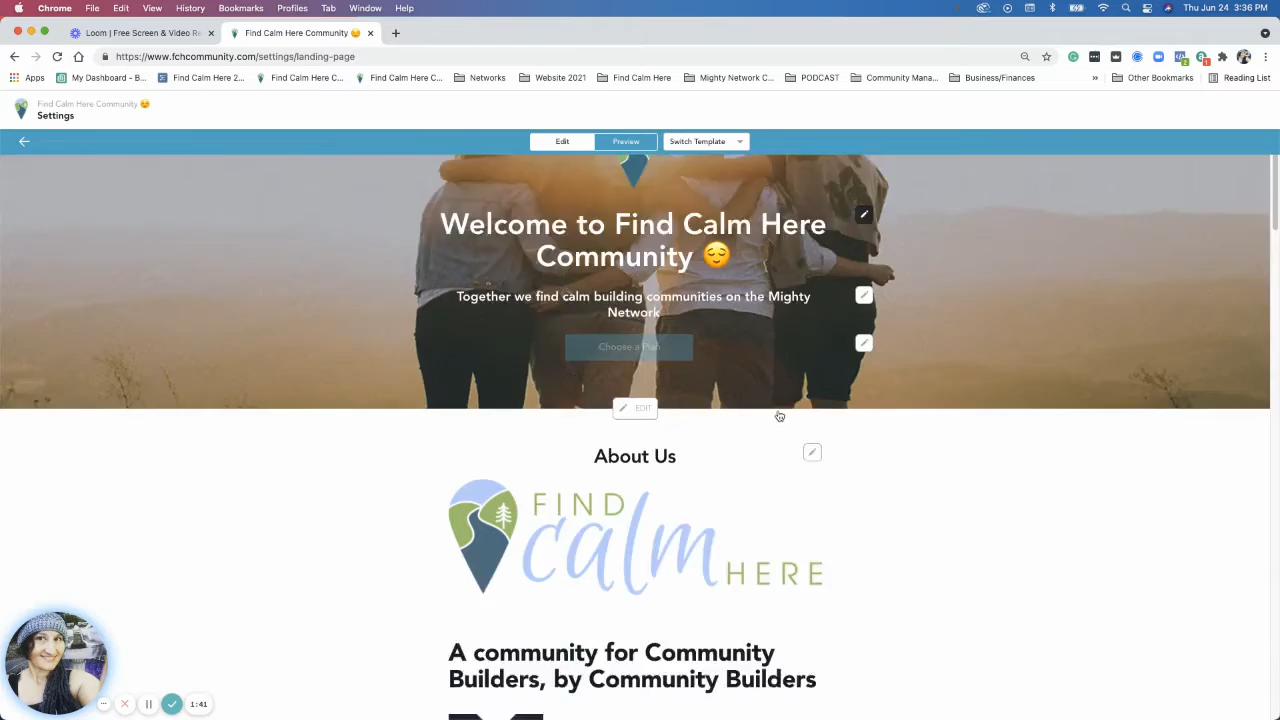 Chrome File Edit View History Bookmarks Profiles Tab Window Help Thu Jun 24 3:36 PM
Loom | Free Screen & Video Re Find Calm Here Community 😌
https://www.fchcommunity.com/settings/landing-page
Apps My Dashboard - B... Find Calm Here 2... Find Calm Here C... Find Calm Here C... Networks Website 2021 Find Calm Here Mighty Network C... PODCAST Community Mana... Business/Finances » Other Bookmarks Reading List
Find Calm Here Community 😌
Settings
Edit Preview Switch Template
Welcome to Find Calm Here
Community 😌
Together we find calm building communities on the Mighty
Network
Choose a Plan
EDIT
About Us
FIND
calm
HERE
A community for Community
Builders, by Community Builders
1:41